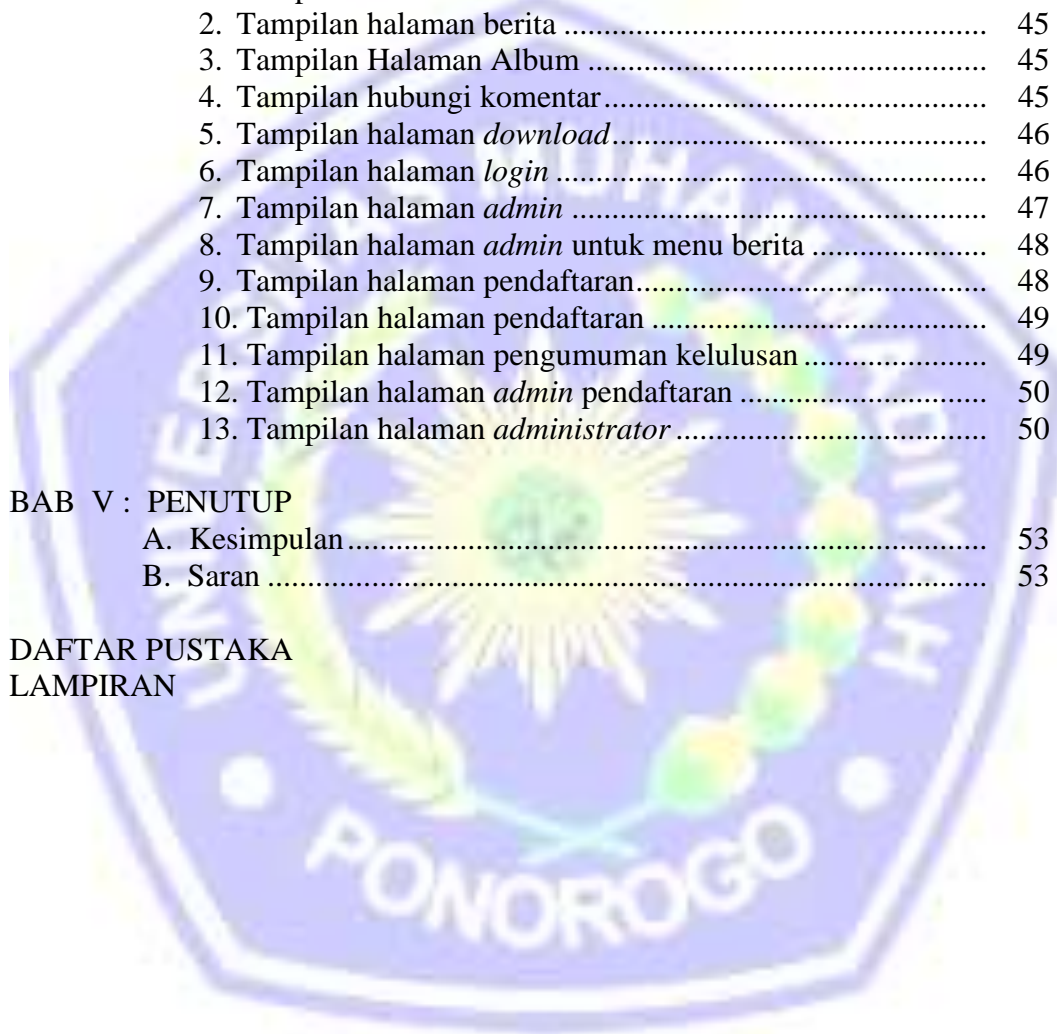 2. Tampilan halaman berita ........................................................ 45
3. Tampilan Halaman Album ..................................................... 45
4. Tampilan hubungi komentar................................................... 45
5. Tampilan halaman download.................................................. 46
6. Tampilan halaman login ......................................................... 46
7. Tampilan halaman admin ....................................................... 47
8. Tampilan halaman admin untuk menu berita ....................... 48
9. Tampilan halaman pendaftaran............................................... 48
10. Tampilan halaman pendaftaran ............................................. 49
11. Tampilan halaman pengumuman kelulusan ........................ 49
12. Tampilan halaman admin pendaftaran ................................. 50
13. Tampilan halaman administrator .......................................... 50
BAB V : PENUTUP
A. Kesimpulan..................................................................................... 53
B. Saran ................................................................................................ 53
DAFTAR PUSTAKA
LAMPIRAN
UNIVERSITAS MUHAMMADIYAH
PONOROGO